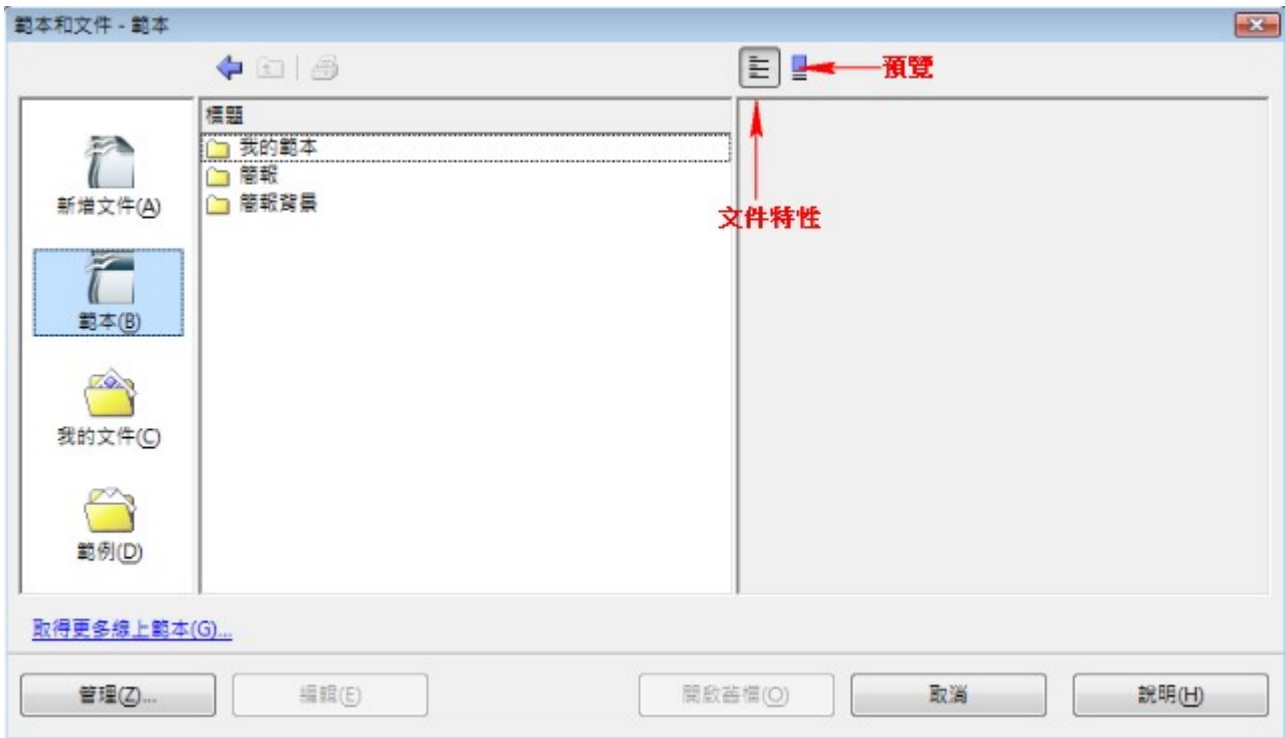 範本和文件 - 範本
預覽
標題
我的範本
簡報
簡報背景
文件特性
新增文件(A)
範本(B)
我的文件(C)
範例(D)
取得更多線上範本(G)...
管理(Z)...
編輯(E)
開啟舊檔(O)
取消
說明(H)